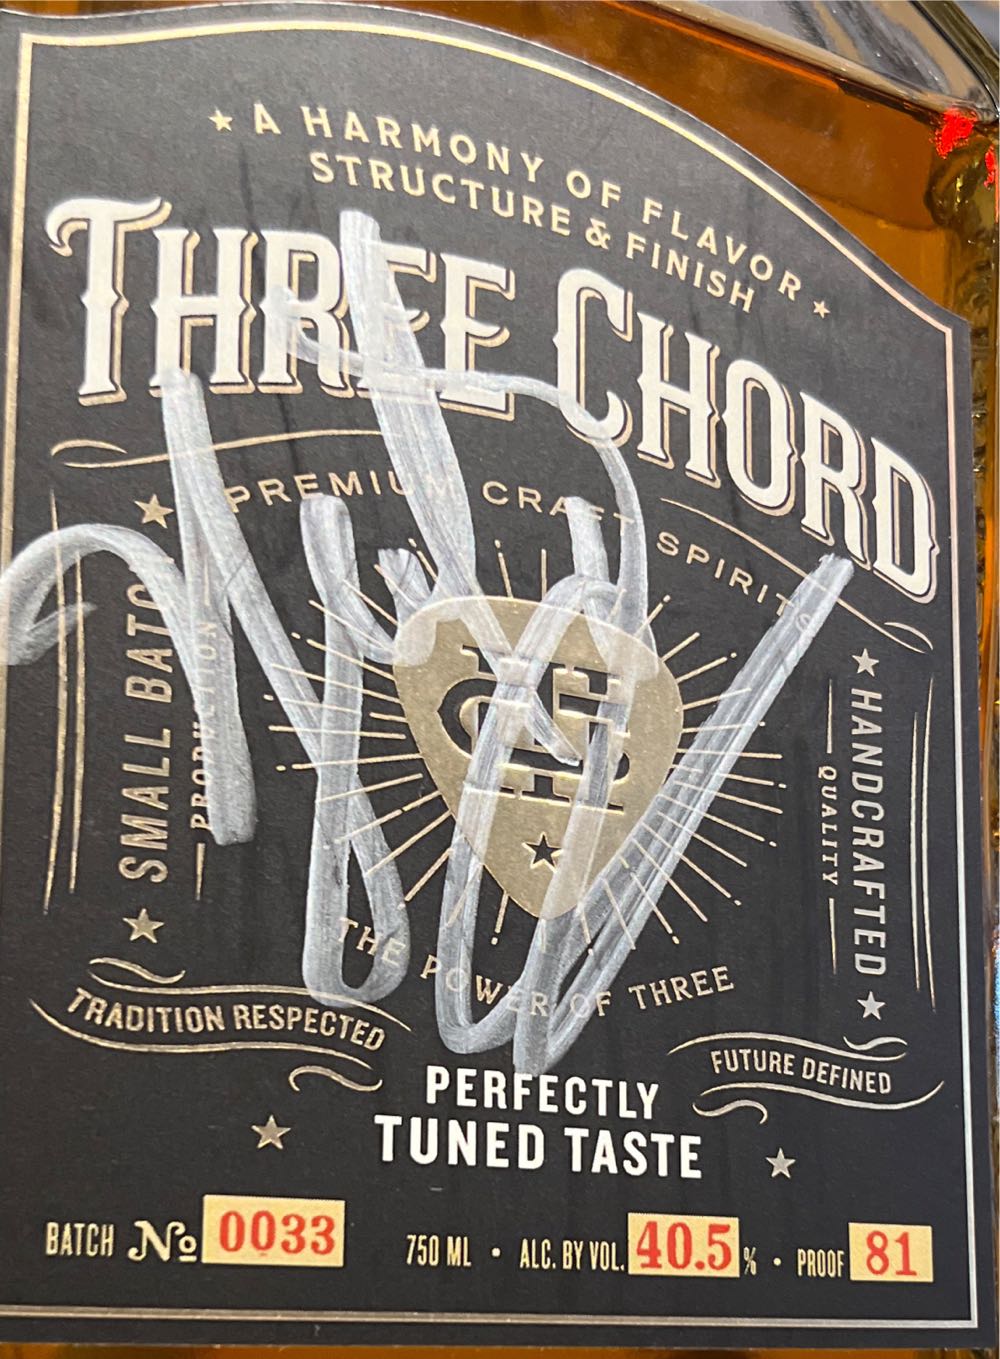 ★ A HARMONY OF FLAVOR ★
STRUCTURE & FINISH
THREE CHORD
PREMIUM CRAFT SPIRITS
★ SMALL BATCH ★
PRODUCTION
★ HANDCRAFTED ★
QUALITY
THE POWER OF THREE
TRADITION RESPECTED
FUTURE DEFINED
PERFECTLY
TUNED TASTE
BATCH No 0033 750 ML • ALC. BY VOL. 40.5% • PROOF 81